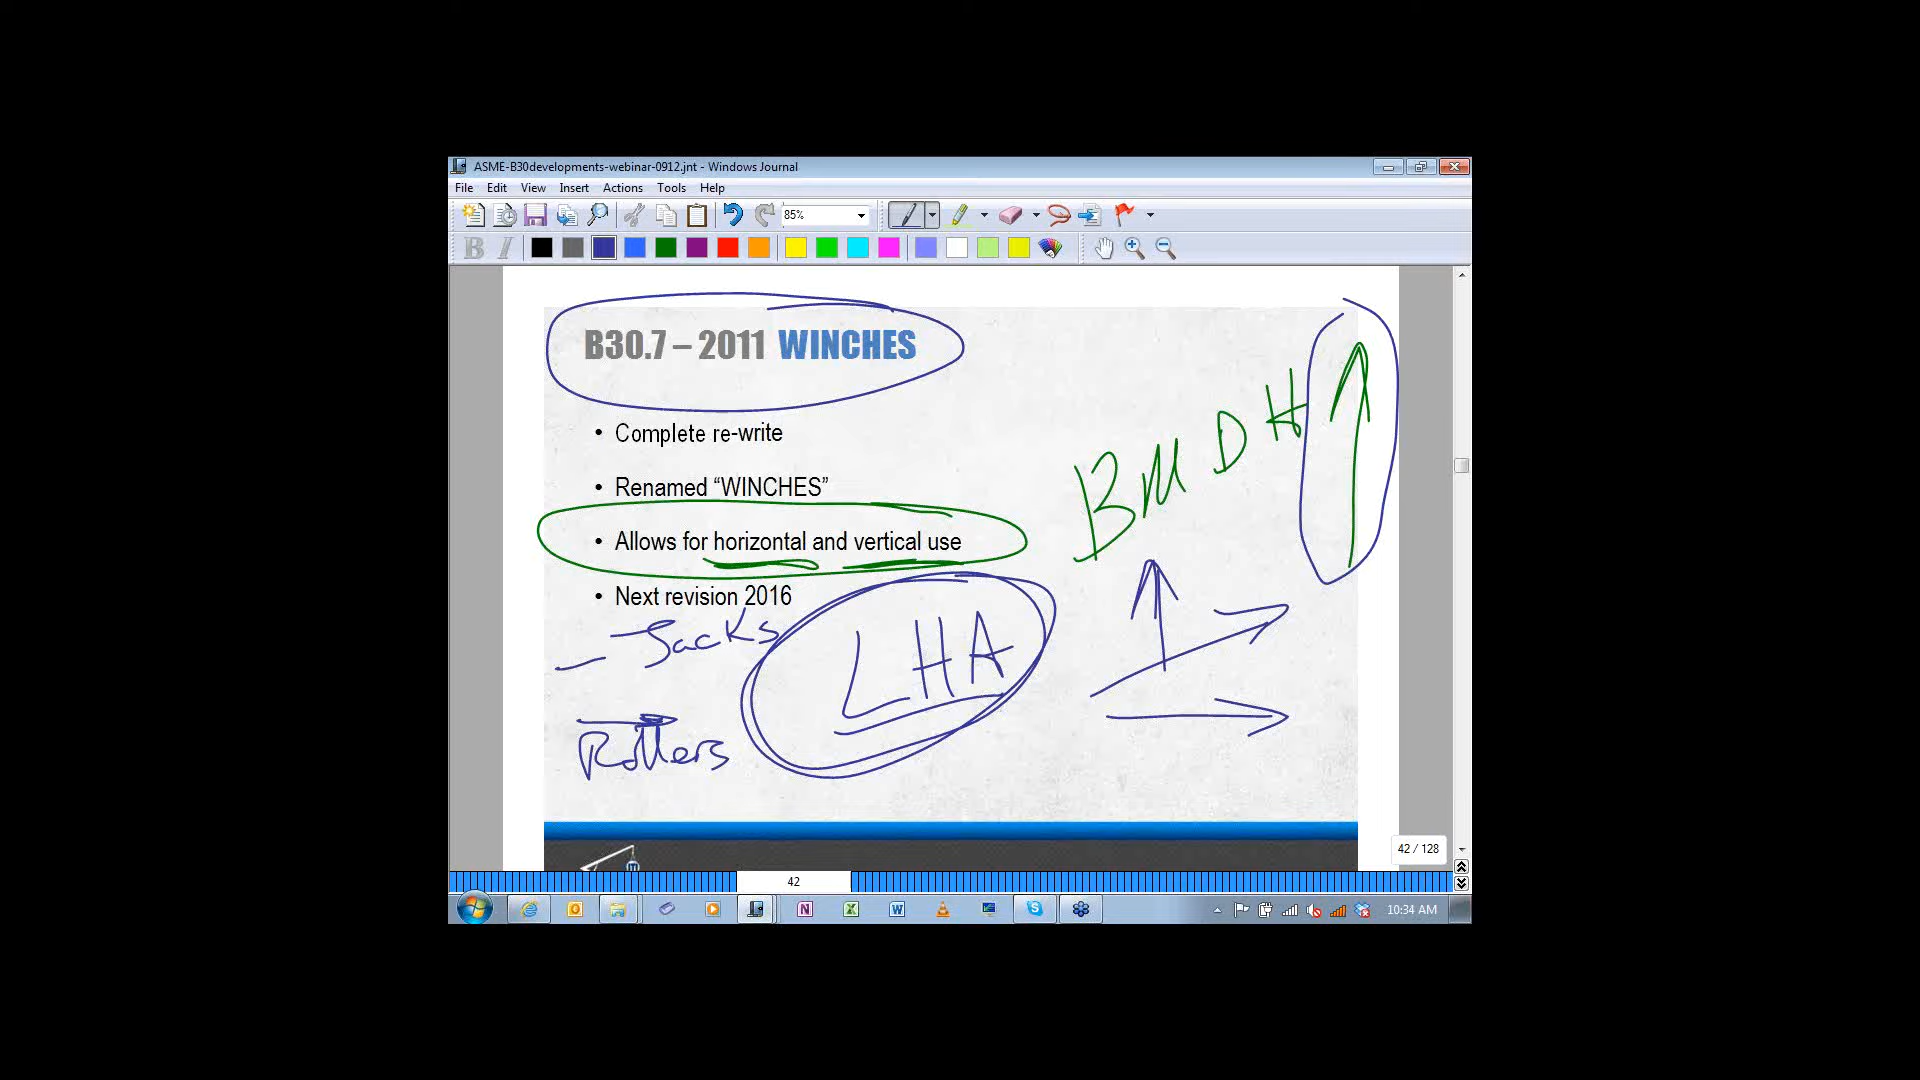 ASME-B30developments-webinar-0912.jnt - Windows Journal
File Edit View Insert Actions Tools Help
85%
B I
B30.7 – 2011 WINCHES
• Complete re-write
• Renamed “WINCHES”
• Allows for horizontal and vertical use
• Next revision 2016
BMDH
Jacks
LHA
Rollers
42 / 128
42
10:34 AM